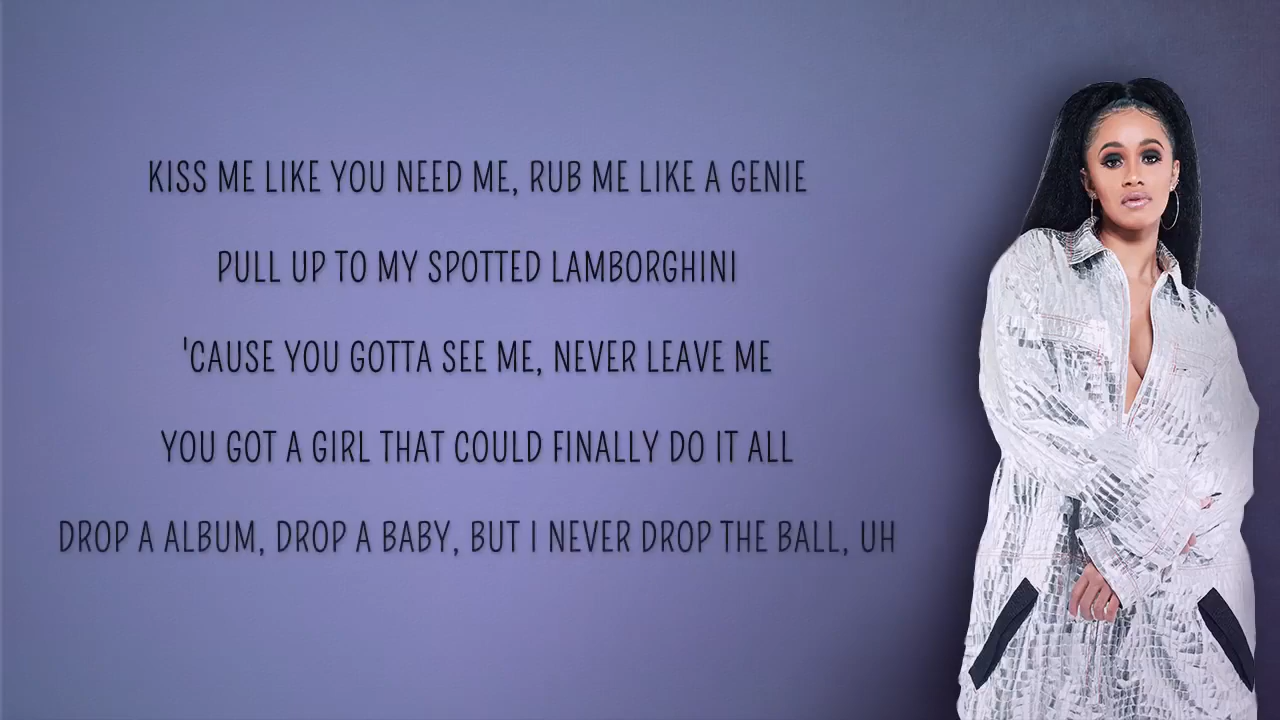 KISS ME LIKE YOU NEED ME, RUB ME LIKE A GENIE
PULL UP TO MY SPOTTED LAMBORGHINI
'CAUSE YOU GOTTA SEE ME, NEVER LEAVE ME
YOU GOT A GIRL THAT COULD FINALLY DO IT ALL
DROP A ALBUM, DROP A BABY, BUT I NEVER DROP THE BALL, UH